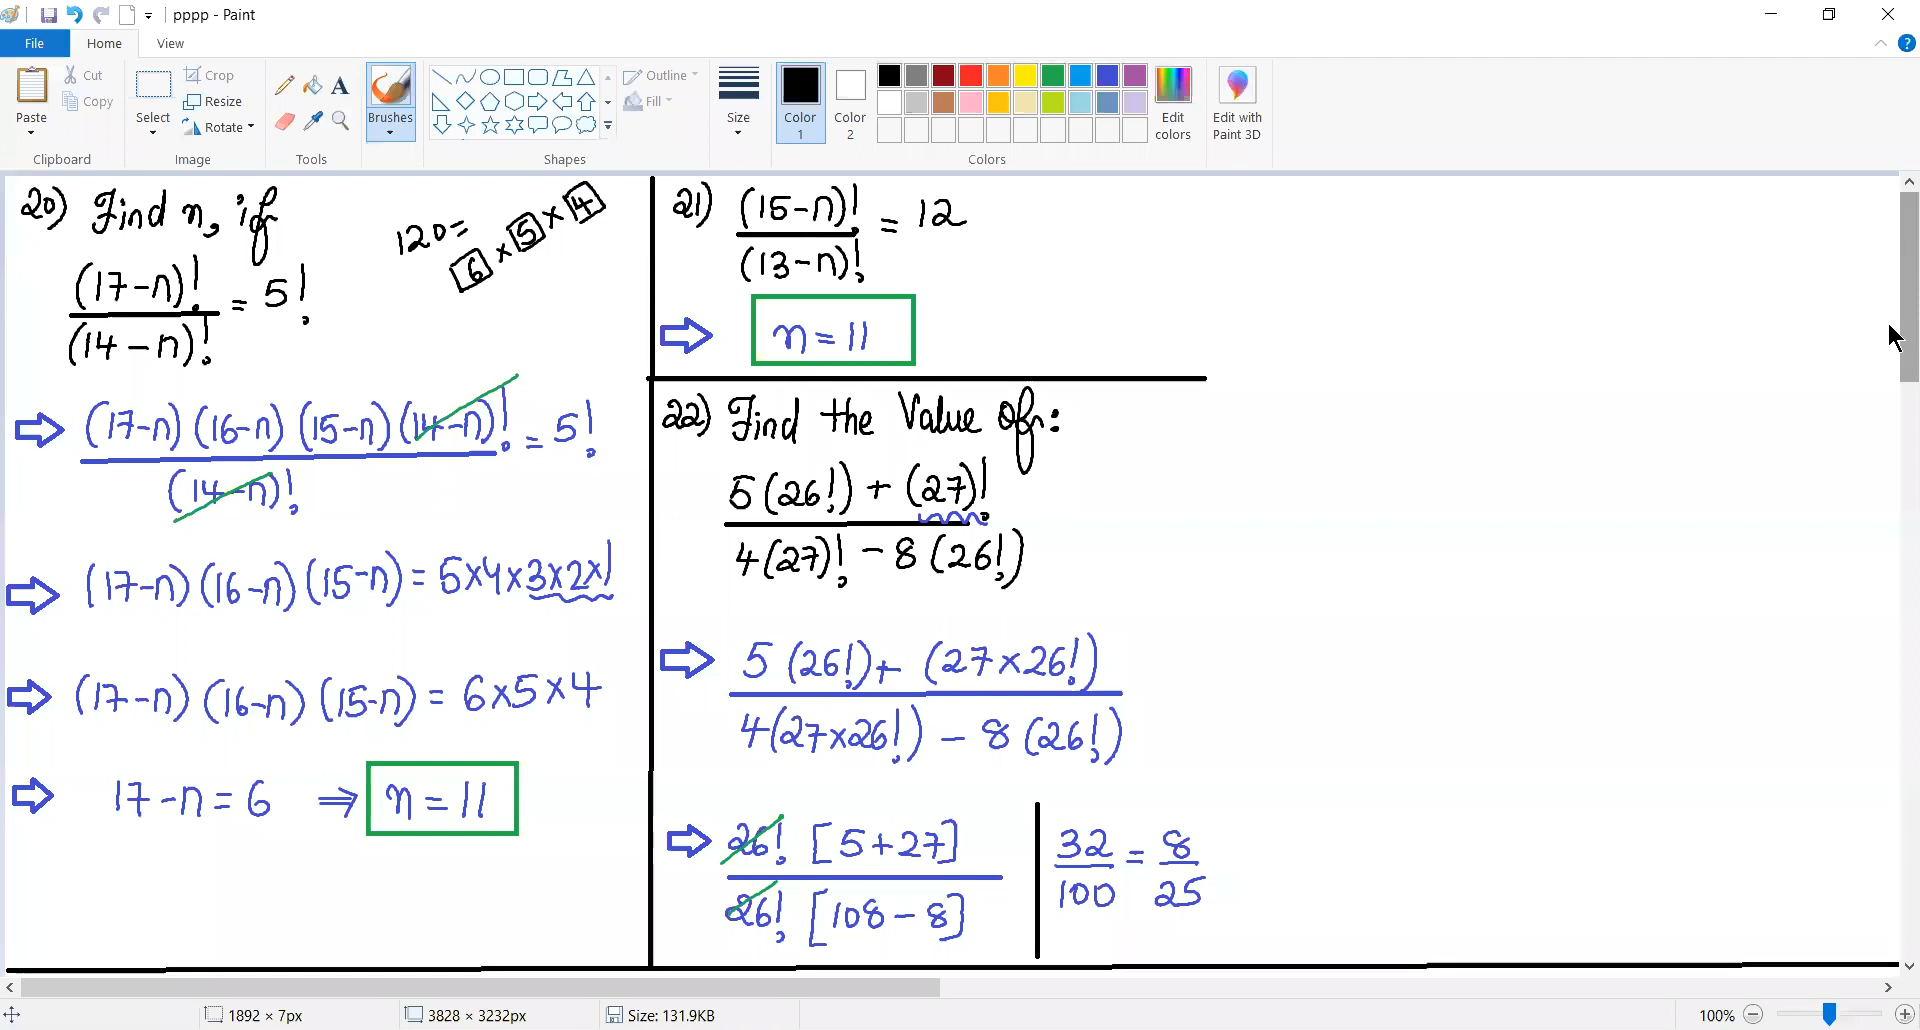 pppp - Paint
File Home View
Paste
Cut
Copy
Clipboard
Select
Crop
Resize
Rotate
Image
Tools
Brushes
Shapes
Outline
Fill
Size
Color 1
Color 2
Edit colors
Edit with Paint 3D
Colors
20) Find n, if
120 =
6 × 5 × 4
(17-n)! / (14-n)! = 5!
(17-n) (16-n) (15-n) (14-n)! / (14-n)! = 5!
(17-n) (16-n) (15-n) = 5×4×3×2×1
(17-n) (16-n) (15-n) = 6×5×4
17-n = 6 ⇒ n = 11
21) (15-n)! / (13-n)! = 12
n = 11
22) Find the Value of:
5(26!) + (27)!
4(27)! - 8(26!)
5(26!) + (27×26!)
4(27×26!) - 8(26!)
26! [5+27]
26! [108-8]
32/100 = 8/25
1892 × 7px
3828 × 3232px
Size: 131.9KB
100%